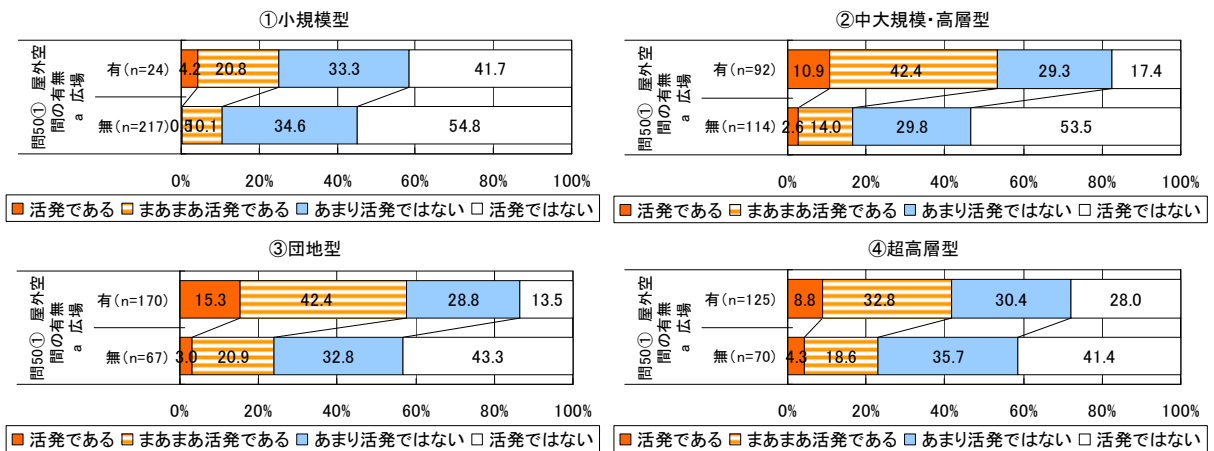 ①小規模型
問50① 屋外空
間の有無
a 広場
有(n=24)
4.2 20.8 33.3 41.7
無(n=217)
0.5 10.1 34.6 54.8
0% 20% 40% 60% 80% 100%
活発である まあまあ活発である あまり活発ではない 活発ではない
②中大規模・高層型
問50① 屋外空
間の有無
a 広場
有(n=92)
10.9 42.4 29.3 17.4
無(n=114)
2.6 14.0 29.8 53.5
0% 20% 40% 60% 80% 100%
活発である まあまあ活発である あまり活発ではない 活発ではない
③団地型
問50① 屋外空
間の有無
a 広場
有(n=170)
15.3 42.4 28.8 13.5
無(n=67)
3.0 20.9 32.8 43.3
0% 20% 40% 60% 80% 100%
活発である まあまあ活発である あまり活発ではない 活発ではない
④超高層型
問50① 屋外空
間の有無
a 広場
有(n=125)
8.8 32.8 30.4 28.0
無(n=70)
4.3 18.6 35.7 41.4
0% 20% 40% 60% 80% 100%
活発である まあまあ活発である あまり活発ではない 活発ではない